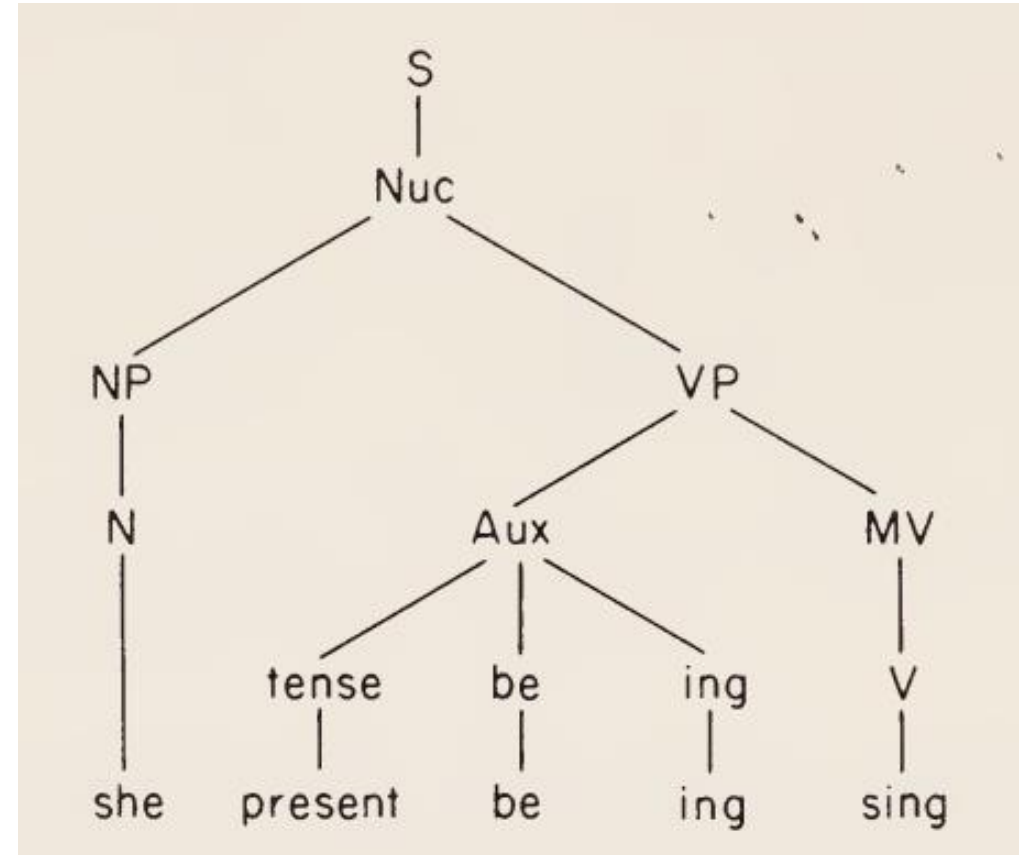 S
Nuc
NP VP
N Aux MV
tense be ing V
she present be ing sing